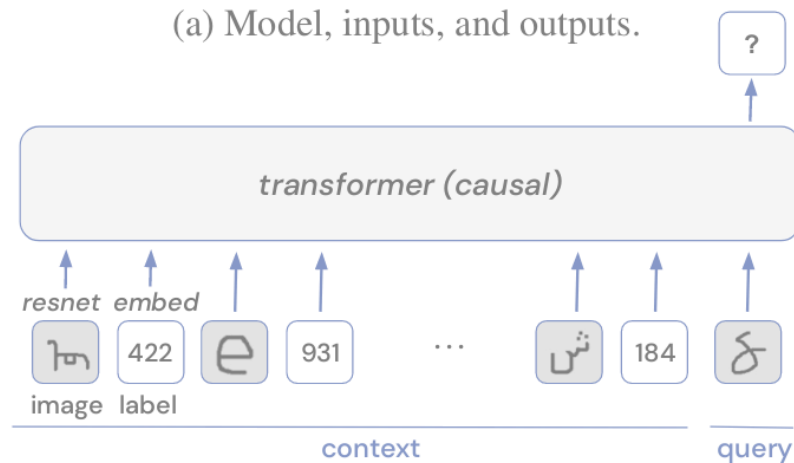 (a) Model, inputs, and outputs.
?
transformer (causal)
resnet embed
422 931 ... 184
image label
context query